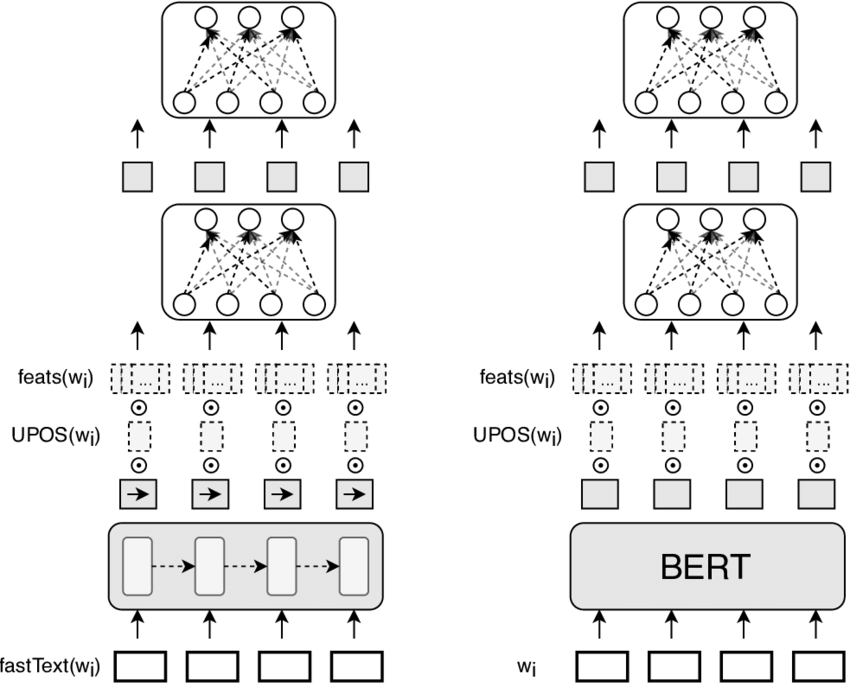 feats(wi)
... ... ... ...
UPOS(wi)
fastText(wi)
feats(wi)
... ... ... ...
UPOS(wi)
BERT
wi